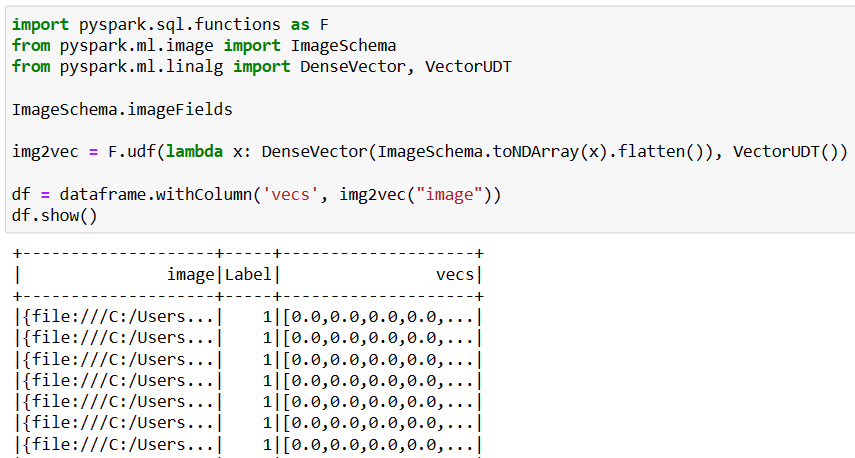 import pyspark.sql.functions as F
from pyspark.ml.image import ImageSchema
from pyspark.ml.linalg import DenseVector, VectorUDT
ImageSchema.imageFields
img2vec = F.udf(lambda x: DenseVector(ImageSchema.toNDArray(x).flatten()), VectorUDT())
df = dataframe.withColumn('vecs', img2vec("image"))
df.show()
+--------------------+-----+--------------------+
|               image|Label|                vecs|
+--------------------+-----+--------------------+
|{file:///C:/Users...|    1|[0.0,0.0,0.0,0.0,...|
|{file:///C:/Users...|    1|[0.0,0.0,0.0,0.0,...|
|{file:///C:/Users...|    1|[0.0,0.0,0.0,0.0,...|
|{file:///C:/Users...|    1|[0.0,0.0,0.0,0.0,...|
|{file:///C:/Users...|    1|[0.0,0.0,0.0,0.0,...|
|{file:///C:/Users...|    1|[0.0,0.0,0.0,0.0,...|
|{file:///C:/Users...|    1|[0.0,0.0,0.0,0.0,...|